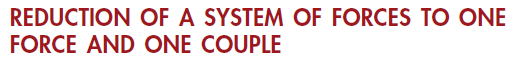 REDUCTION OF A SYSTEM OF FORCES TO ONE
FORCE AND ONE COUPLE